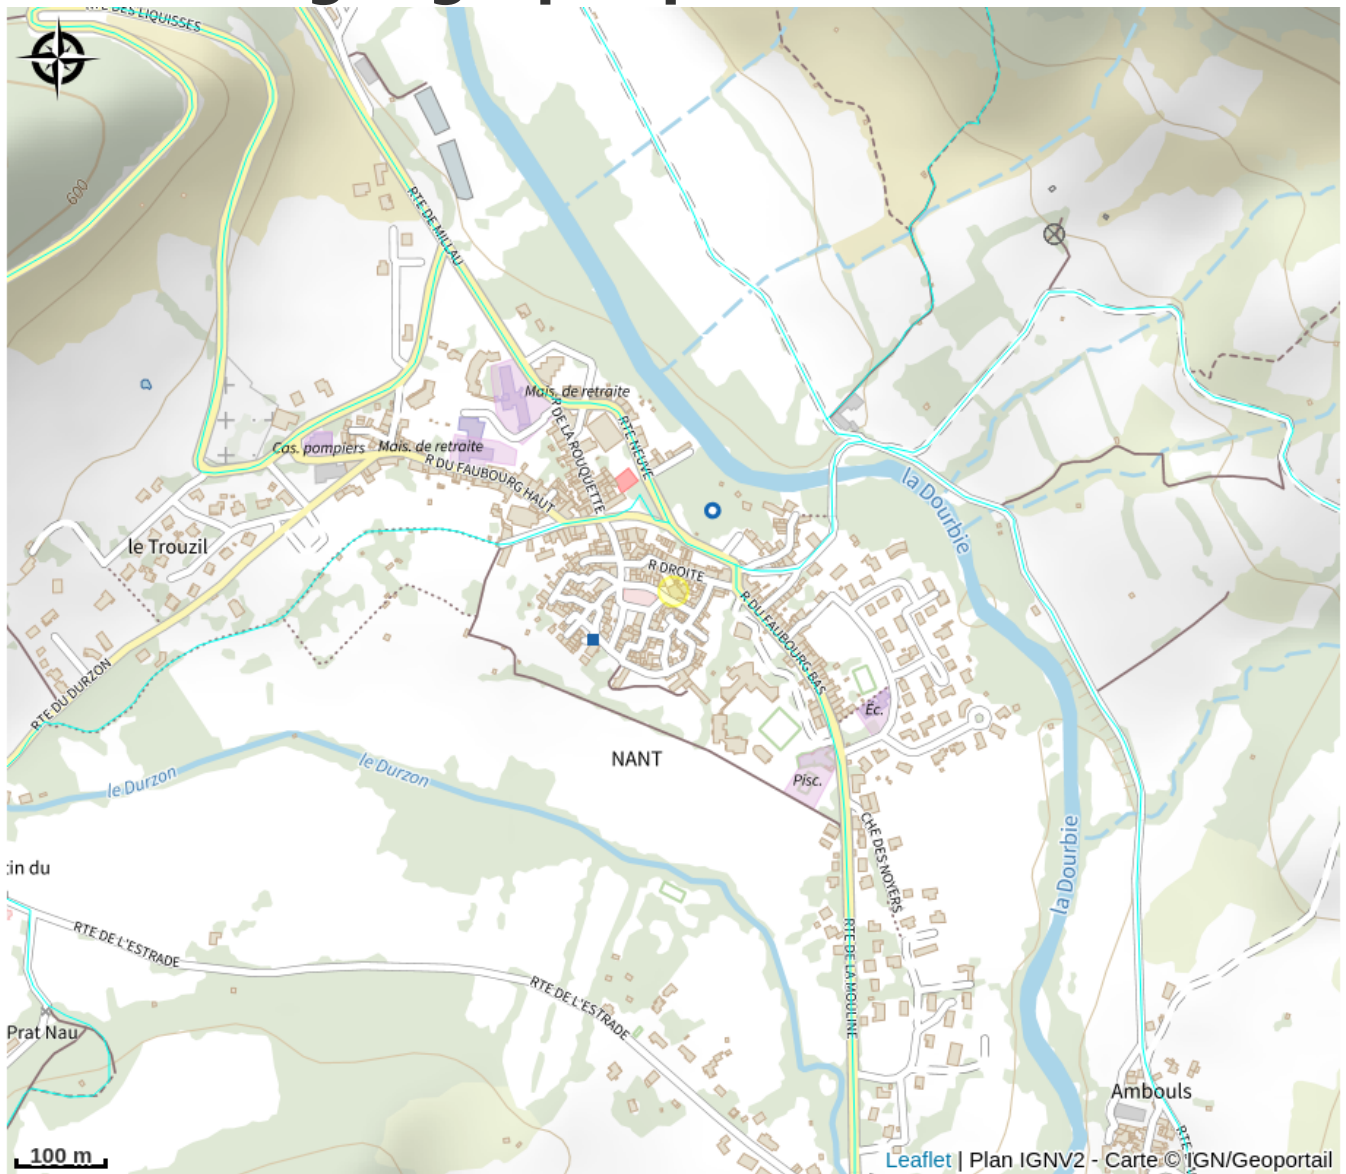 RTE DES LIQUISSES
600
RTE DE MILLAU
Mais. de retraite
R DE LA ROUQUETTE
RTE NEUVE
Cas. pompiers
Mais. de retraite
R DU FAUBOURG HAUT
la Dourbie
le Trouzil
R DROITE
R DU FAUBOURG BAS
RTE DU DURZON
Éc.
NANT
le Durzon
le Durzon
Pisc.
CHE DES NOYERS
la Dourbie
tin du
RTE DE L'ESTRADE
RTE DE LA MOULINE
RTE DE L'ESTRADE
Prat Nau
Ambouls
RTE
100 m
Leaflet | Plan IGNV2 - Carte © IGN/Geoportail